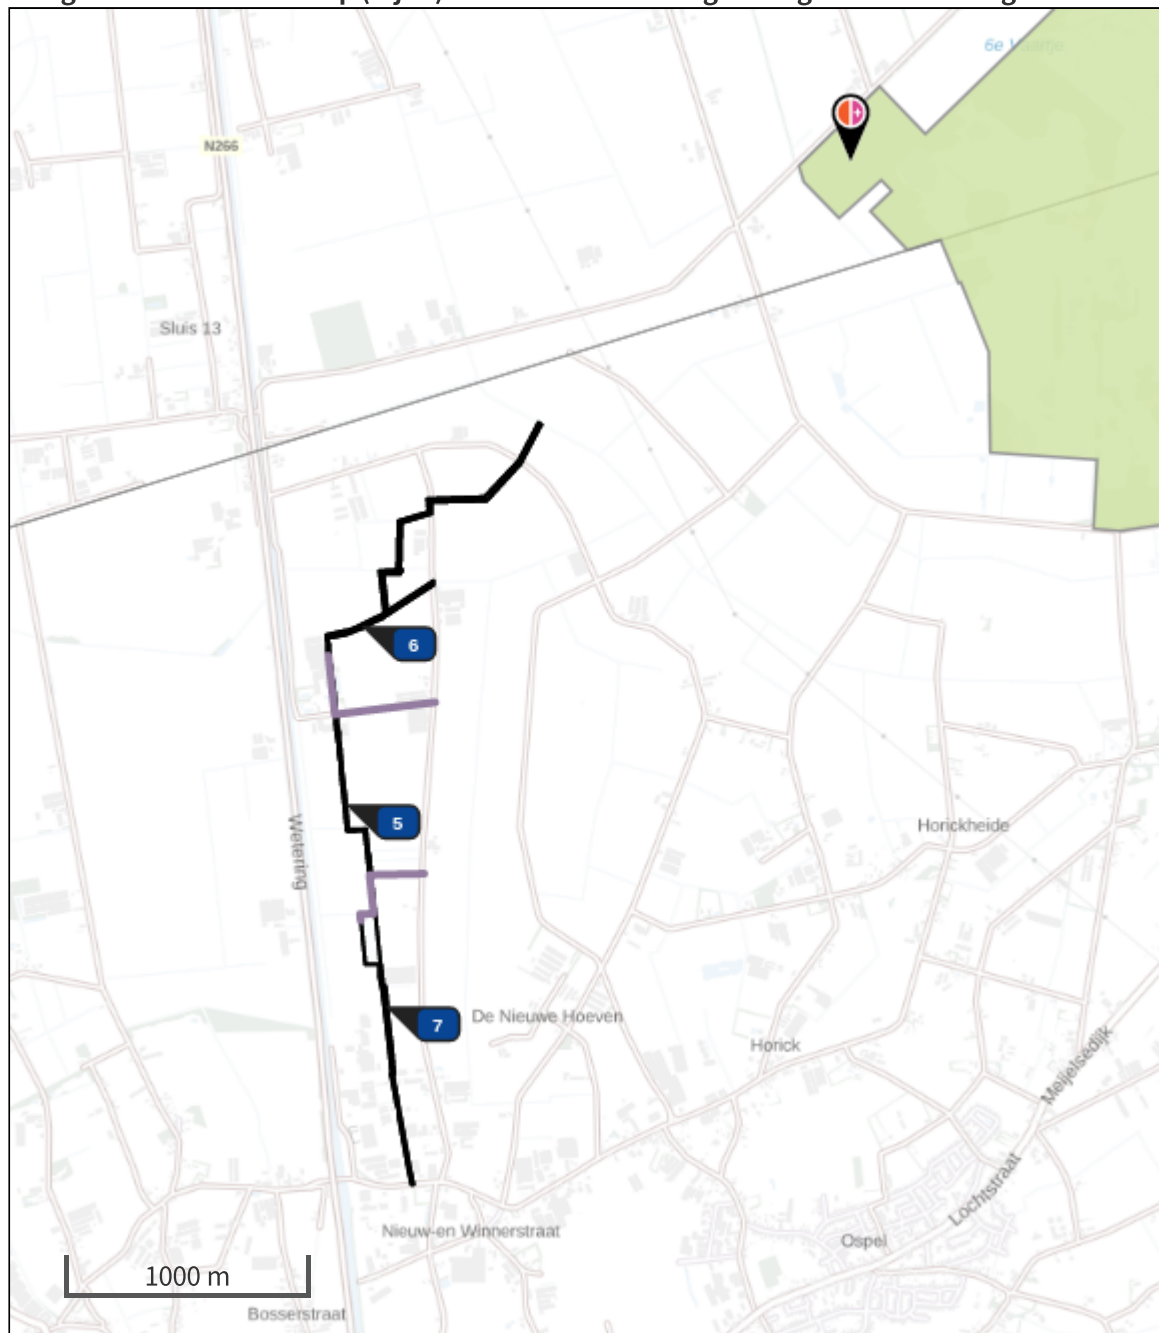 6e Vaartje
N266
Sluis 13
6
5
Wetering
Horickheide
7
De Nieuwe Hoeven
Horick
Meijelsedijk
Lochtstraat
Nieuw-en Winnerstraat
Ospel
1000 m
Bosserstraat